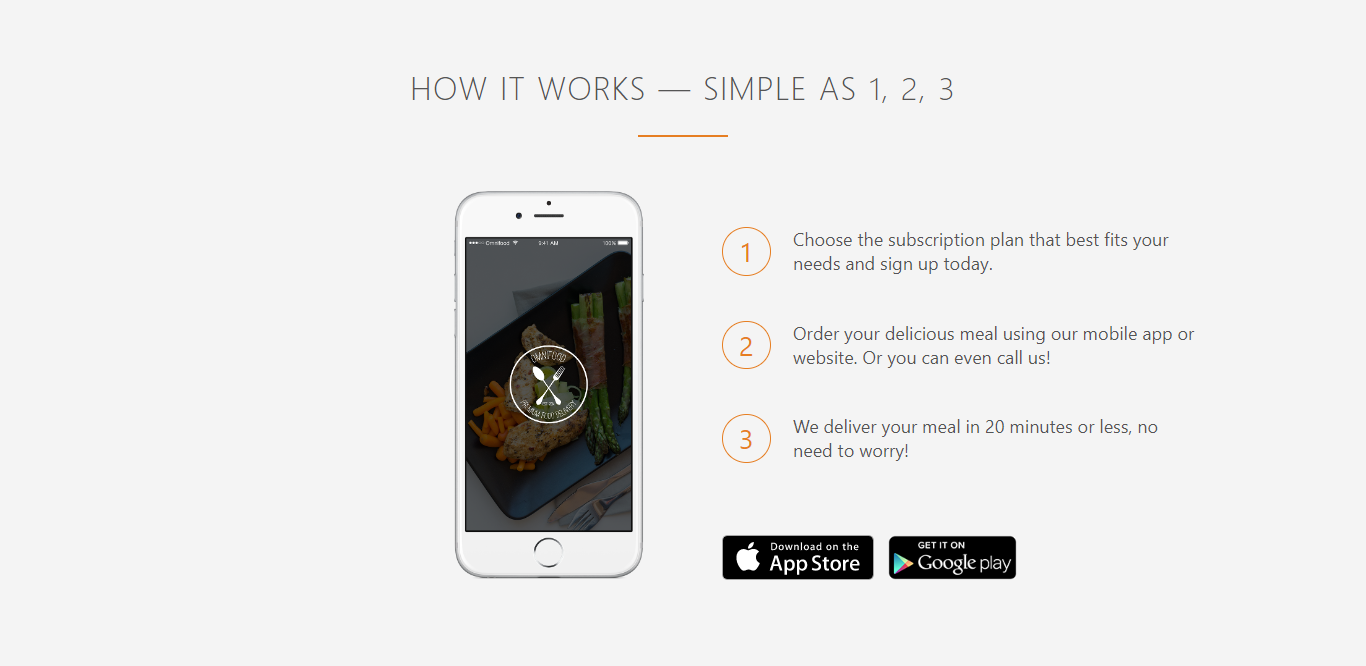 HOW IT WORKS — SIMPLE AS 1, 2, 3
Omnifood
9:41 AM
100%
OMNIFOOD
PREMIUM FOOD DELIVERY
1
Choose the subscription plan that best fits your
needs and sign up today.
2
Order your delicious meal using our mobile app or
website. Or you can even call us!
3
We deliver your meal in 20 minutes or less, no
need to worry!
Download on the
App Store
GET IT ON
Google play